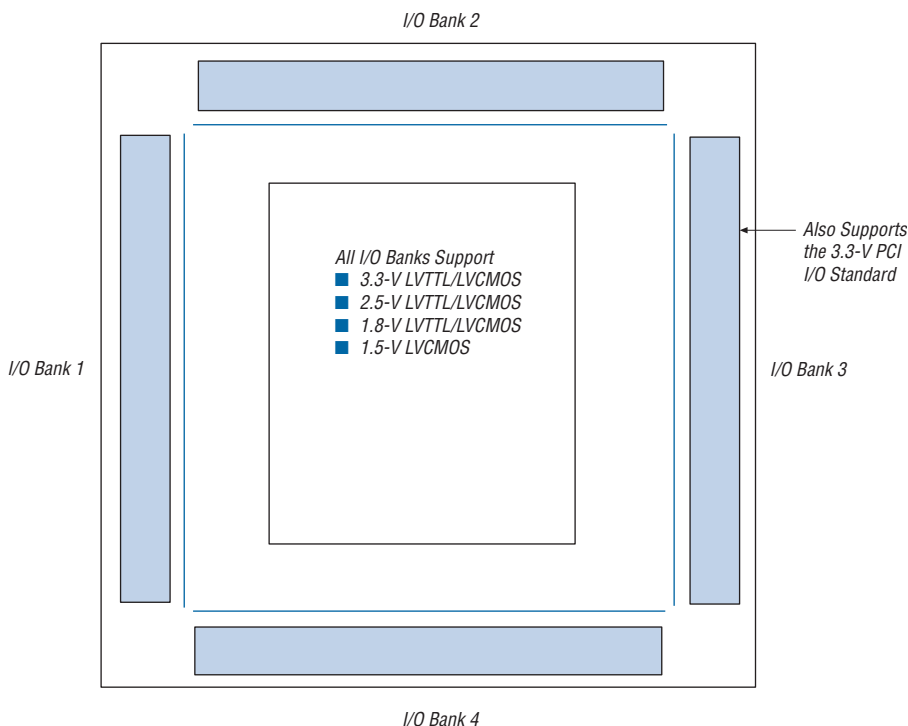 I/O Bank 2
Also Supports
the 3.3-V PCI
I/O Standard
All I/O Banks Support
3.3-V LVTTL/LVCMOS
2.5-V LVTTL/LVCMOS
1.8-V LVTTL/LVCMOS
1.5-V LVCMOS
I/O Bank 1
I/O Bank 3
I/O Bank 4